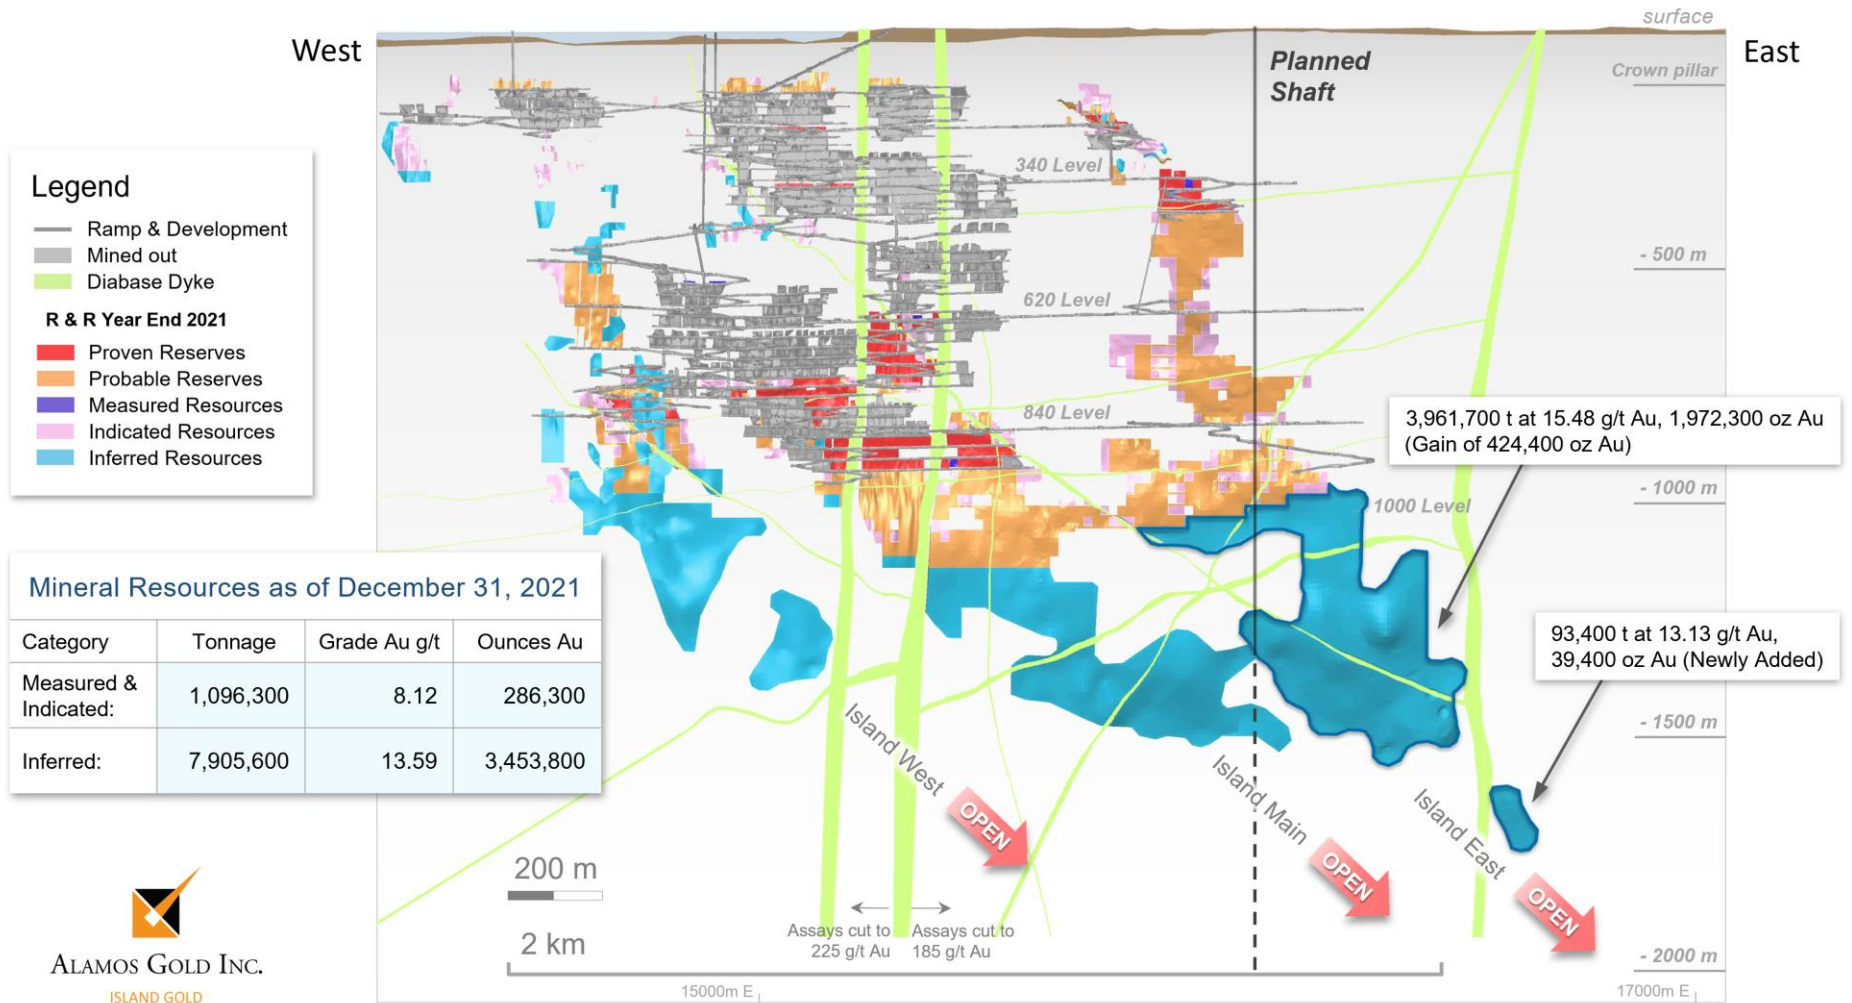 surface
West
East
Planned
Shaft
Crown pillar
340 Level
- 500 m
620 Level
840 Level
3,961,700 t at 15.48 g/t Au, 1,972,300 oz Au
(Gain of 424,400 oz Au)
- 1000 m
1000 Level
Legend
Ramp & Development
Mined out
Diabase Dyke
R & R Year End 2021
Proven Reserves
Probable Reserves
Measured Resources
Indicated Resources
Inferred Resources
Mineral Resources as of December 31, 2021
Category Tonnage Grade Au g/t Ounces Au
Measured &
Indicated: 1,096,300 8.12 286,300
Inferred: 7,905,600 13.59 3,453,800
93,400 t at 13.13 g/t Au,
39,400 oz Au (Newly Added)
- 1500 m
Island West
OPEN
Island Main
OPEN
Island East
OPEN
200 m
Assays cut to
225 g/t Au
Assays cut to
185 g/t Au
2 km
- 2000 m
15000m E
17000m E
ALAMOS GOLD INC.
ISLAND GOLD